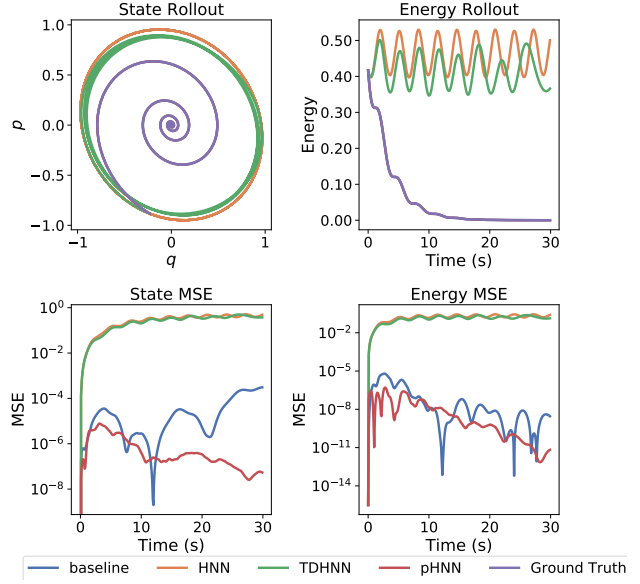 State Rollout
Energy Rollout
1.0
0.5
0.0
−0.5
−1.0
p
−1
0
1
q
0.50
0.40
0.30
0.20
0.10
0.00
Energy
0
10
20
30
Time (s)
State MSE
Energy MSE
10⁰
10⁻²
10⁻⁴
10⁻⁶
10⁻⁸
MSE
0
10
20
30
Time (s)
10⁻²
10⁻⁵
10⁻⁸
10⁻¹¹
10⁻¹⁴
MSE
0
10
20
30
Time (s)
baseline HNN TDHNN pHNN Ground Truth